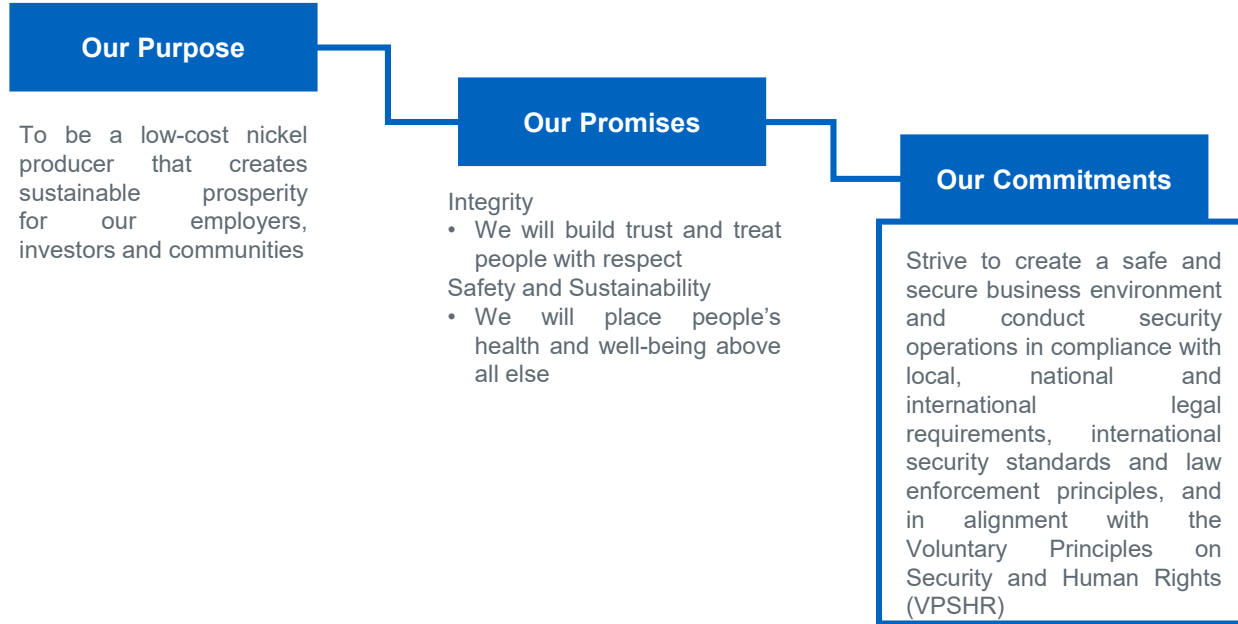 Our Purpose
To be a low-cost nickel
producer that creates
sustainable prosperity
for our employers,
investors and communities
Our Promises
Integrity
• We will build trust and treat
people with respect
Safety and Sustainability
• We will place people’s
health and well-being above
all else
Our Commitments
Strive to create a safe and
secure business environment
and conduct security
operations in compliance with
local, national and
international legal
requirements, international
security standards and law
enforcement principles, and
in alignment with the
Voluntary Principles on
Security and Human Rights
(VPSHR)